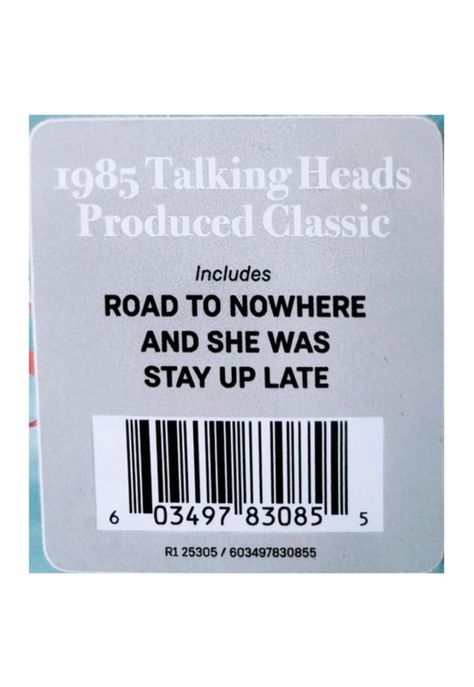 1985 Talking Heads
Produced Classic
Includes
ROAD TO NOWHERE
AND SHE WAS
STAY UP LATE
6 03497 83085 5
R1 25305 / 603497830855